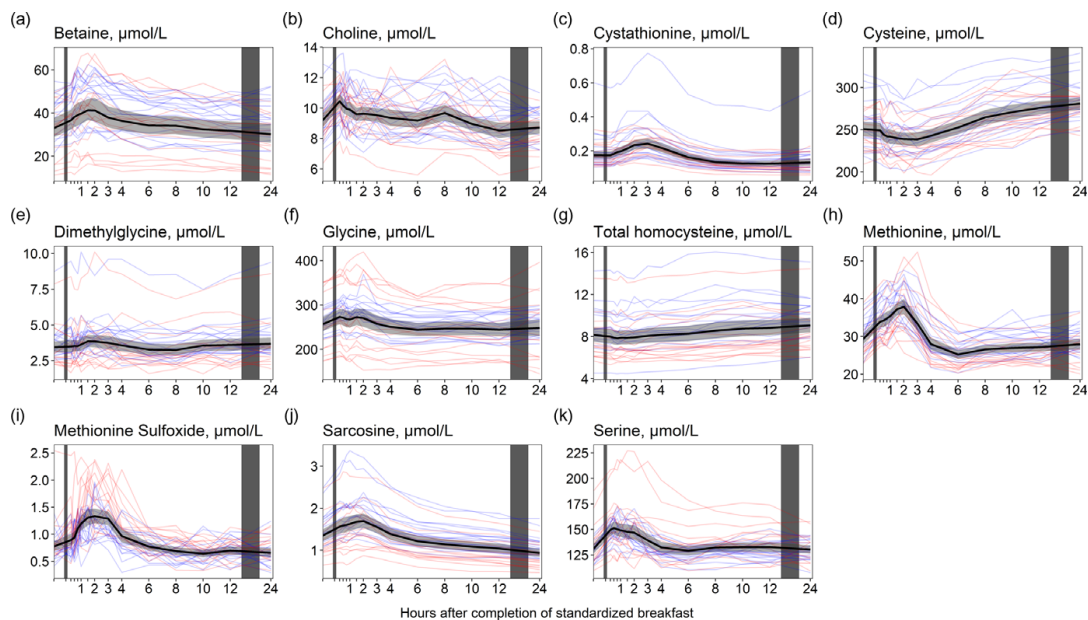 (a) (b) (c) (d)
Betaine, µmol/L Choline, µmol/L Cystathionine, µmol/L Cysteine, µmol/L
60
40
20
1 2 3 4 6 8 10 12 24
14
12
10
8
6
1 2 3 4 6 8 10 12 24
0.8
0.6
0.4
0.2
1 2 3 4 6 8 10 12 24
300
250
200
1 2 3 4 6 8 10 12 24
(e) (f) (g) (h)
Dimethylglycine, µmol/L Glycine, µmol/L Total homocysteine, µmol/L Methionine, µmol/L
10.0
7.5
5.0
2.5
1 2 3 4 6 8 10 12 24
400
300
200
1 2 3 4 6 8 10 12 24
16
12
8
4
1 2 3 4 6 8 10 12 24
50
40
30
20
1 2 3 4 6 8 10 12 24
(i) (j) (k)
Methionine Sulfoxide, µmol/L Sarcosine, µmol/L Serine, µmol/L
2.5
2.0
1.5
1.0
0.5
1 2 3 4 6 8 10 12 24
3
2
1
1 2 3 4 6 8 10 12 24
225
200
175
150
125
1 2 3 4 6 8 10 12 24
Hours after completion of standardized breakfast